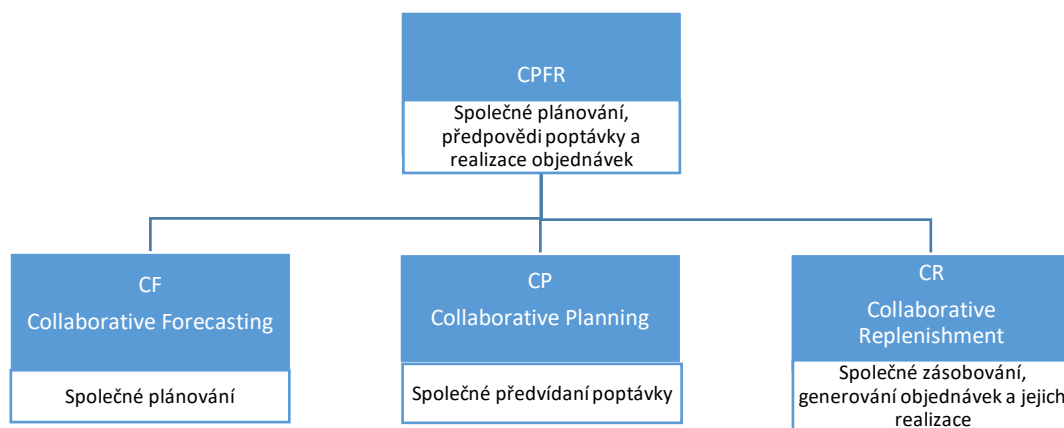 CPFR
Společné plánování,
předpovědi poptávky a
realizace objednávek
CF
Collaborative Forecasting
Společné plánování
CP
Collaborative Planning
Společné předvídaní poptávky
CR
Collaborative
Replenishment
Společné zásobování,
generování objednávek a jejich
realizace